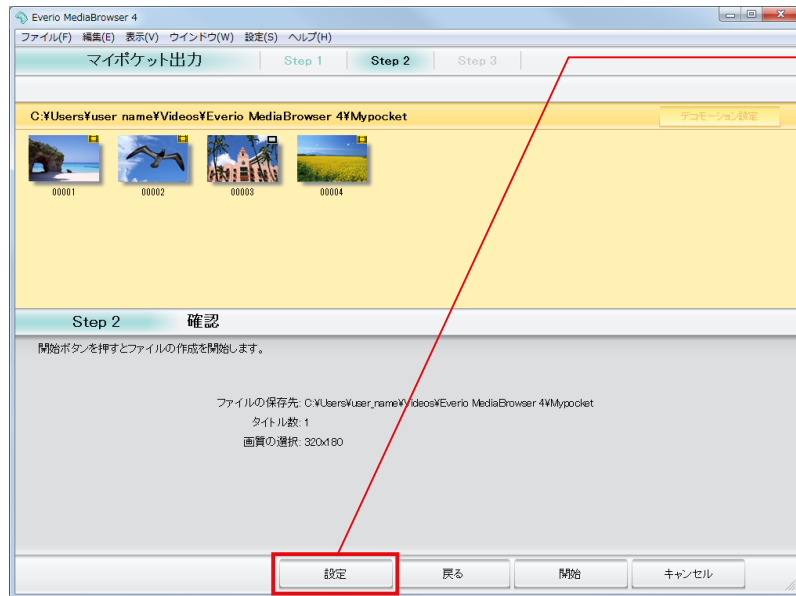 Everio MediaBrowser 4
ファイル(F) 編集(E) 表示(V) ウインドウ(W) 設定(S) ヘルプ(H)
マイポケット出力 Step 1 Step 2 Step 3
C:¥Users¥user name¥Videos¥Everio MediaBrowser 4¥Mypocket デコモーション設定
00001 00002 00003 00004
Step 2 確認
開始ボタンを押すとファイルの作成を開始します。
ファイルの保存先: C:¥Users¥user_name¥Videos¥Everio MediaBrowser 4¥Mypocket
タイトル数: 1
画質の選択: 320x180
設定 戻る 開始 キャンセル